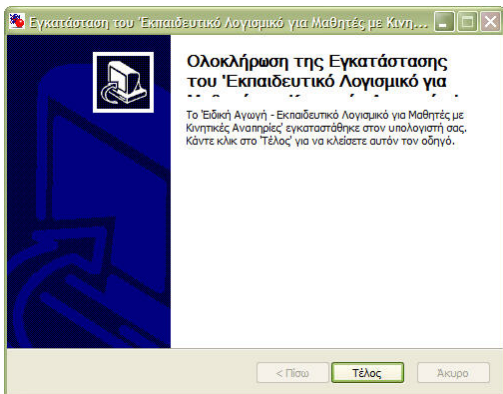 Εγκατάσταση του 'Εκπαιδευτικό Λογισμικό για Μαθητές με Κινη...
Ολοκλήρωση της Εγκατάστασης
του 'Εκπαιδευτικό Λογισμικό για
Το 'Ειδική Αγωγή - Εκπαιδευτικό Λογισμικό για Μαθητές με
Κινητικές Αναπηρίες' εγκαταστάθηκε στον υπολογιστή σας.
Κάντε κλικ στο 'Τέλος' για να κλείσετε αυτόν τον οδηγό.
< Πίσω
Τέλος
Άκυρο